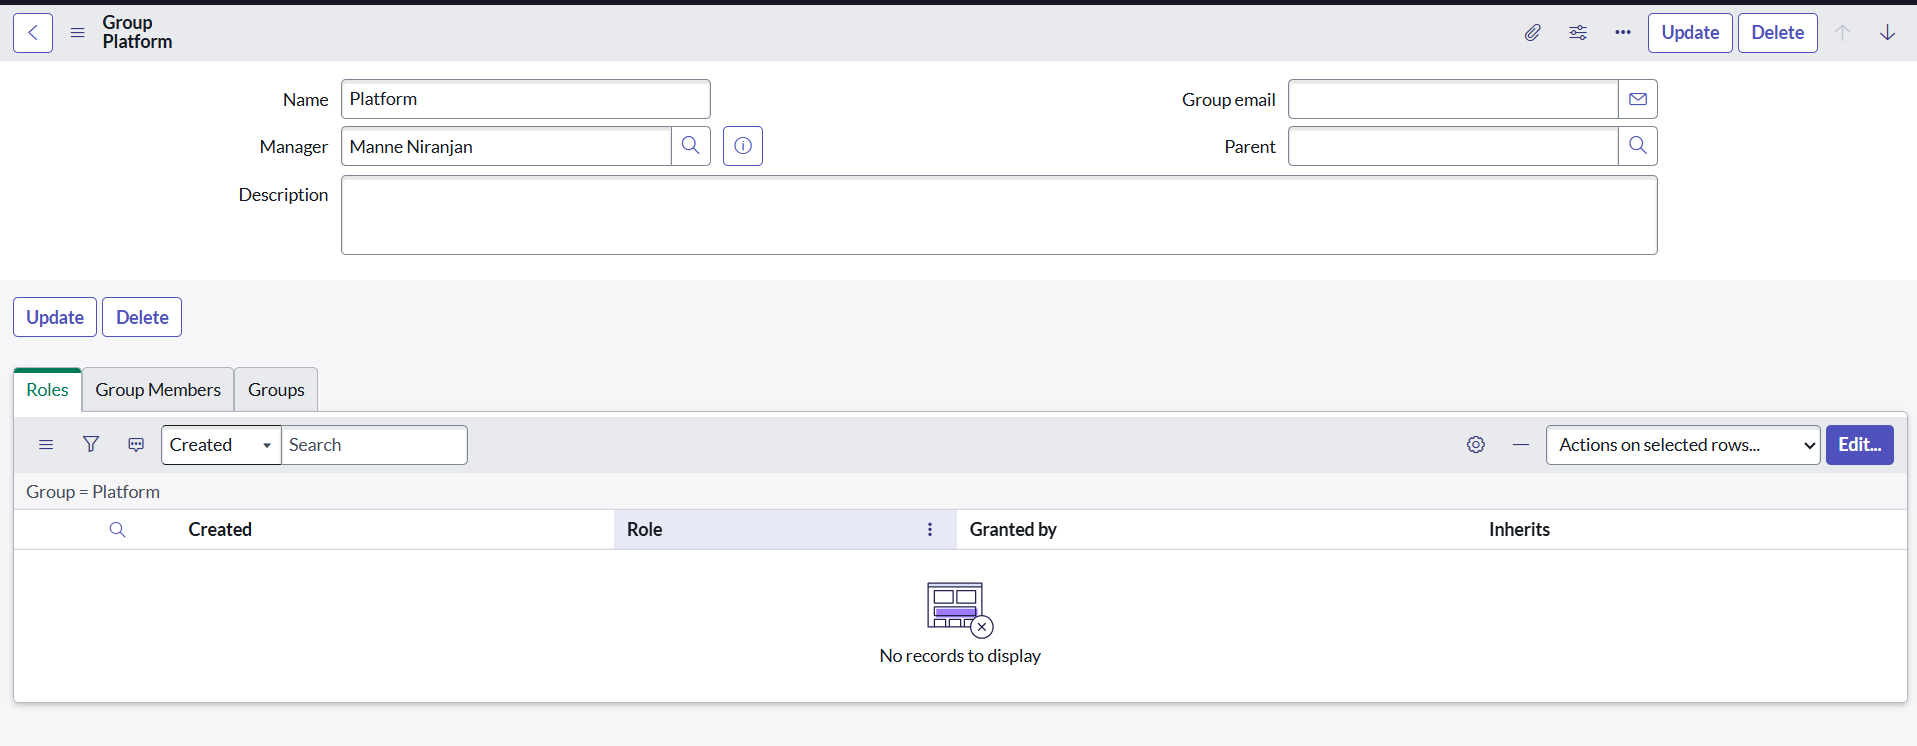 Group
Platform
Update
Delete
Name
Platform
Group email
Manager
Manne Niranjan
Parent
Description
Update
Delete
Roles
Group Members
Groups
Created
Search
Actions on selected rows...
Edit...
Group = Platform
Created
Role
Granted by
Inherits
No records to display